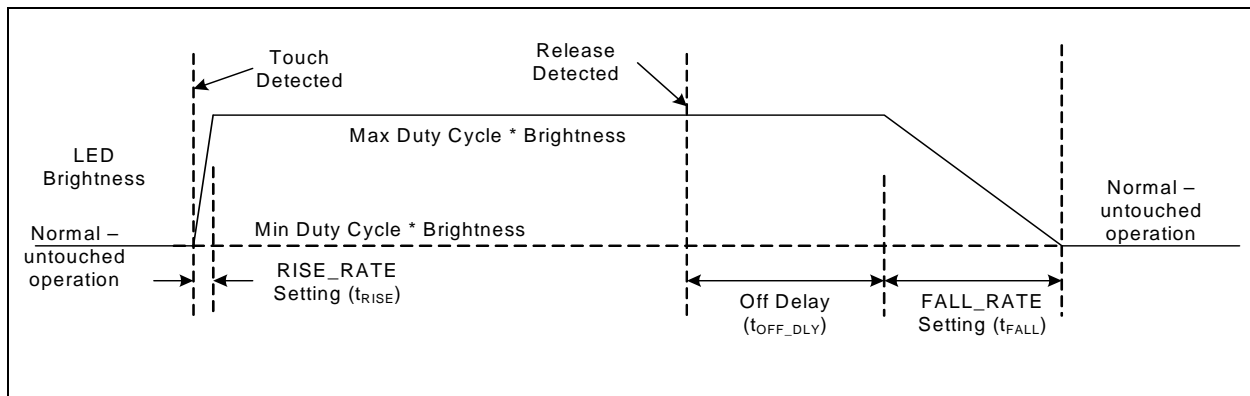 Touch
Detected
Release
Detected
Max Duty Cycle * Brightness
LED
Brightness
Normal –
untouched
operation
Min Duty Cycle * Brightness
Normal –
untouched
operation
RISE_RATE
Setting (tRISE)
Off Delay
(tOFF_DLY)
FALL_RATE
Setting (tFALL)